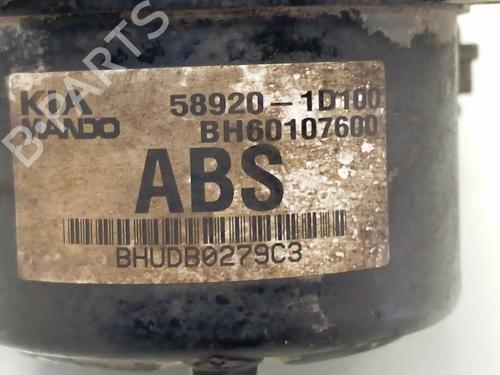 B-PARTS
KIA 58920-1D100
MANDO BH60107600
ABS
BHUDB0279C3